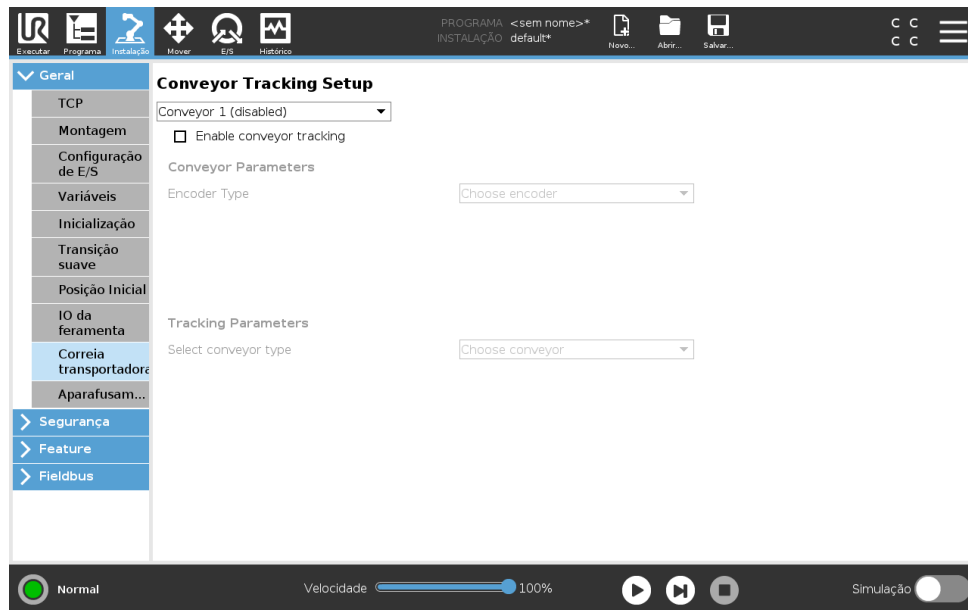 PROGRAMA <sem nome>*
INSTALAÇÃO default*
C C
C C
Executar Programa Instalação Mover E/S Histórico Novo... Abrir... Salvar...
Geral
TCP
Montagem
Configuração
de E/S
Variáveis
Inicialização
Transição
suave
Posição Inicial
IO da
feramenta
Correia
transportadora
Aparafusam...
Segurança
Feature
Fieldbus
Conveyor Tracking Setup
Conveyor 1 (disabled)
Enable conveyor tracking
Conveyor Parameters
Encoder Type Choose encoder
Tracking Parameters
Select conveyor type Choose conveyor
Normal Velocidade 100% Simulação